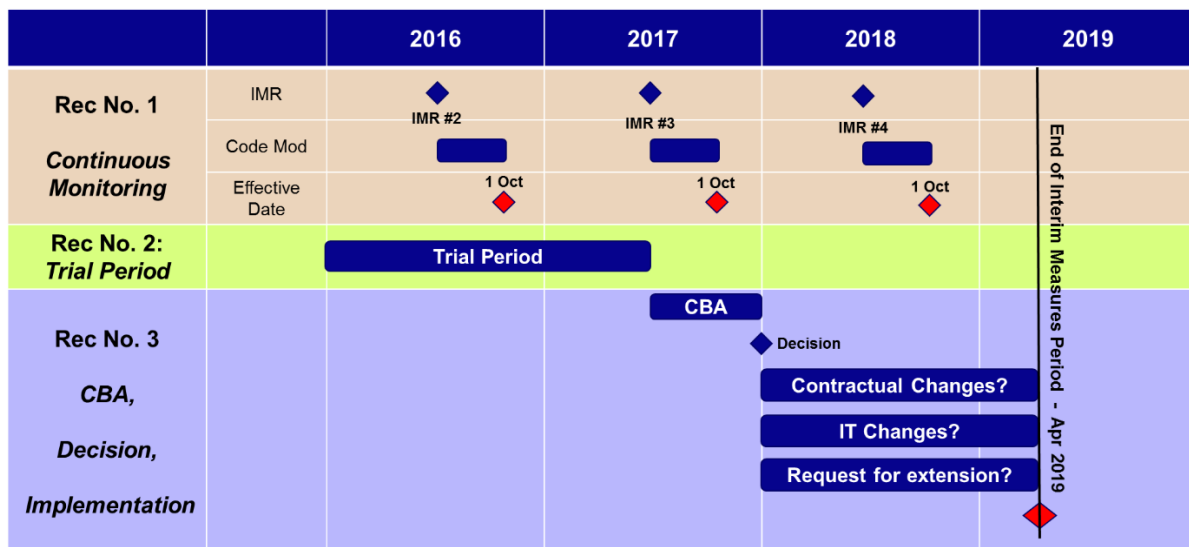 2016
2017
2018
2019
Rec No. 1
Continuous
Monitoring
IMR
IMR #2
IMR #3
IMR #4
Code Mod
Effective
Date
1 Oct
1 Oct
1 Oct
Rec No. 2:
Trial Period
Trial Period
Rec No. 3
CBA,
Decision,
Implementation
CBA
Decision
Contractual Changes?
IT Changes?
Request for extension?
End of Interim Measures Period - Apr 2019